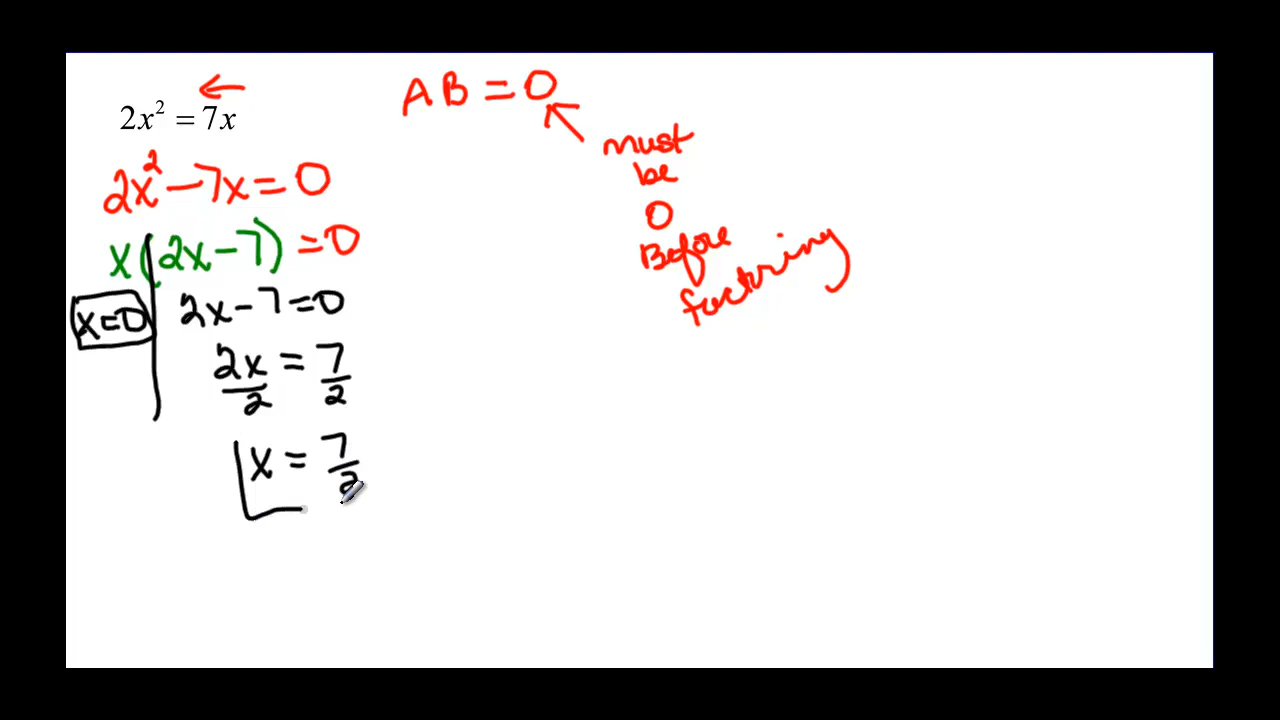 2x² = 7x
2x² - 7x = 0
x(2x - 7) = 0
x = 0
2x - 7 = 0
2x/2 = 7/2
x = 7/2
AB = 0
must
be
0
Before
factoring